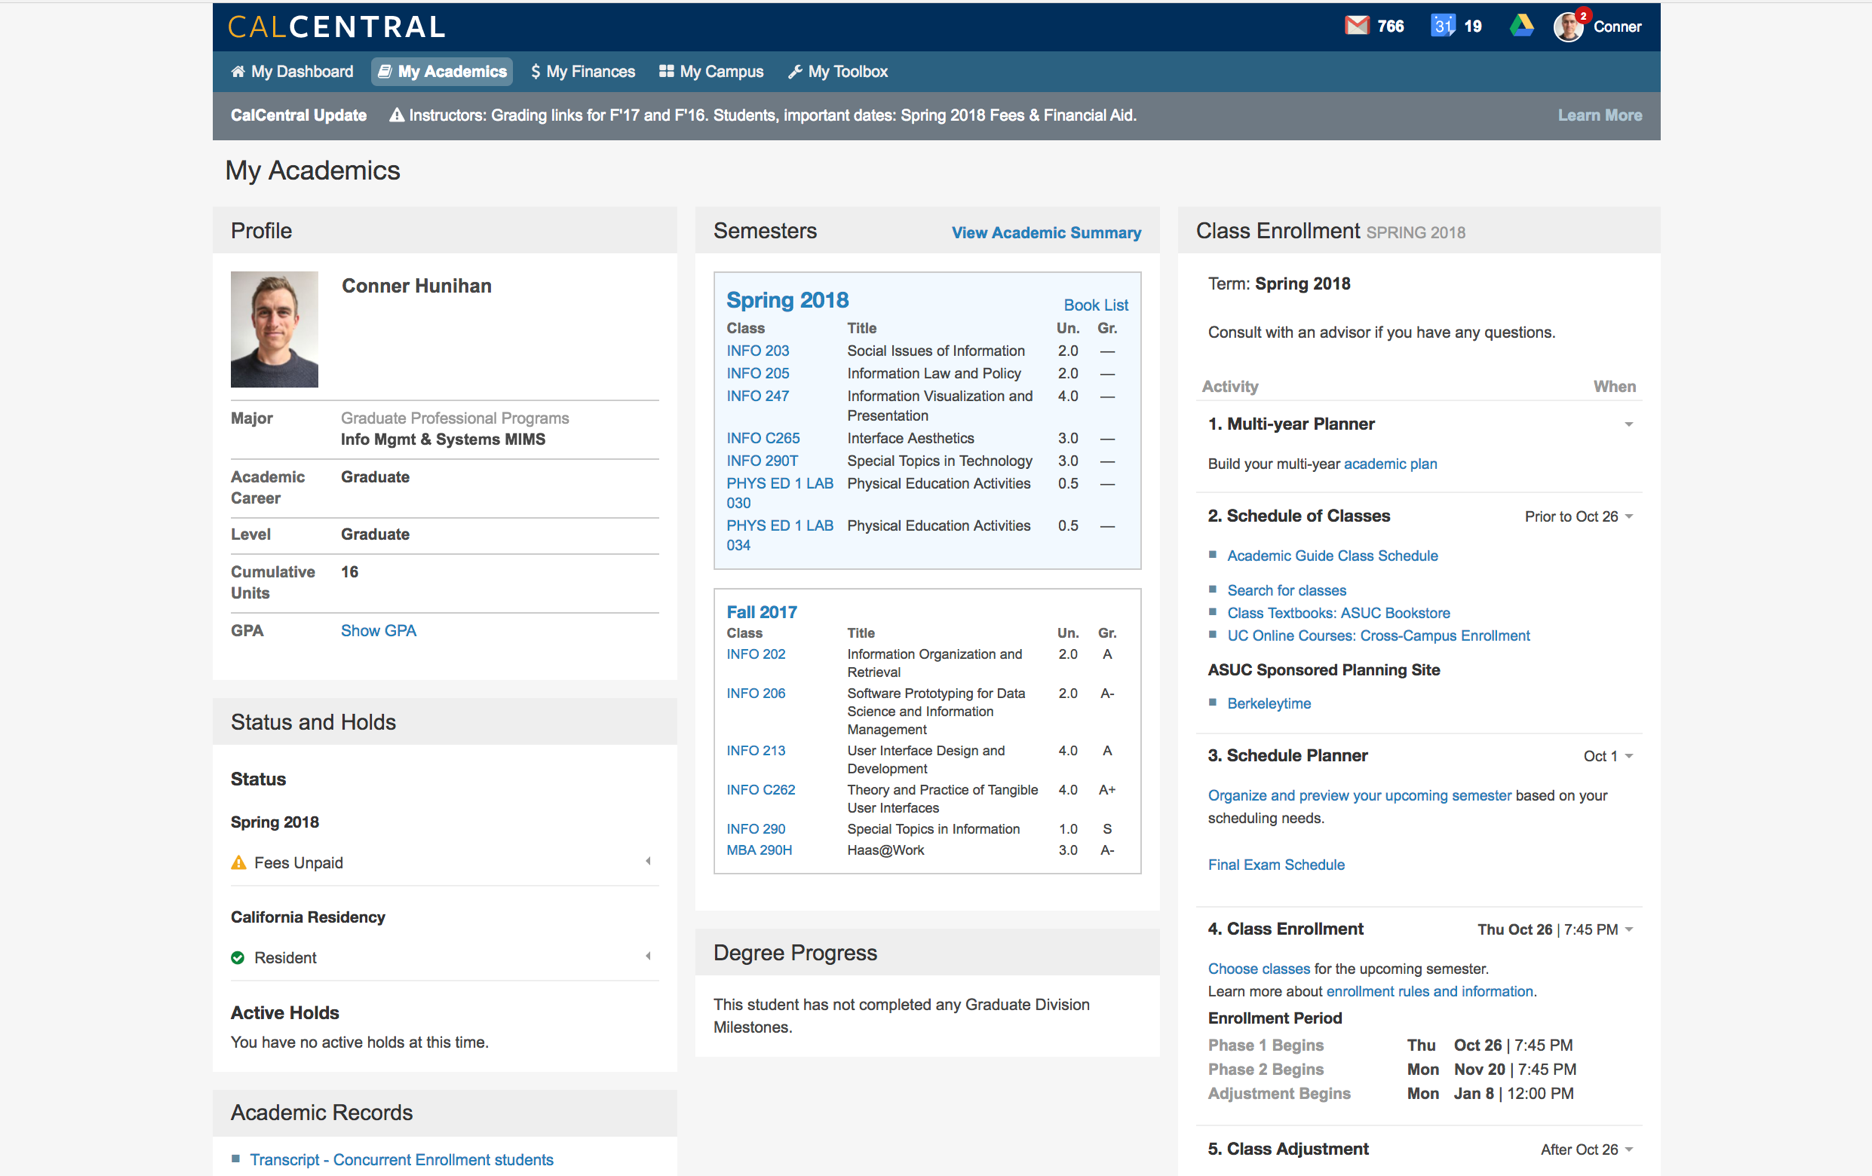 CALCENTRAL
766
31
19
2
Conner
My Dashboard
My Academics
$ My Finances
My Campus
My Toolbox
CalCentral Update
Instructors: Grading links for F'17 and F'16. Students, important dates: Spring 2018 Fees & Financial Aid.
Learn More
My Academics
Profile
Conner Hunihan
Major
Graduate Professional Programs
Info Mgmt & Systems MIMS
Academic
Career
Graduate
Level
Graduate
Cumulative
Units
16
GPA
Show GPA
Status and Holds
Status
Spring 2018
Fees Unpaid
California Residency
Resident
Active Holds
You have no active holds at this time.
Academic Records
Transcript - Concurrent Enrollment students
Semesters
View Academic Summary
Spring 2018
Book List
Class Title Un. Gr.
INFO 203 Social Issues of Information 2.0 —
INFO 205 Information Law and Policy 2.0 —
INFO 247 Information Visualization and 4.0 —
Presentation
INFO C265 Interface Aesthetics 3.0 —
INFO 290T Special Topics in Technology 3.0 —
PHYS ED 1 LAB Physical Education Activities 0.5 —
030
PHYS ED 1 LAB Physical Education Activities 0.5 —
034
Fall 2017
Class Title Un. Gr.
INFO 202 Information Organization and 2.0 A
Retrieval
INFO 206 Software Prototyping for Data 2.0 A-
Science and Information
Management
INFO 213 User Interface Design and 4.0 A
Development
INFO C262 Theory and Practice of Tangible 4.0 A+
User Interfaces
INFO 290 Special Topics in Information 1.0 S
MBA 290H Haas@Work 3.0 A-
Degree Progress
This student has not completed any Graduate Division
Milestones.
Class Enrollment SPRING 2018
Term: Spring 2018
Consult with an advisor if you have any questions.
Activity When
1. Multi-year Planner
Build your multi-year academic plan
2. Schedule of Classes Prior to Oct 26
Academic Guide Class Schedule
Search for classes
Class Textbooks: ASUC Bookstore
UC Online Courses: Cross-Campus Enrollment
ASUC Sponsored Planning Site
Berkeleytime
3. Schedule Planner Oct 1
Organize and preview your upcoming semester based on your
scheduling needs.
Final Exam Schedule
4. Class Enrollment Thu Oct 26 | 7:45 PM
Choose classes for the upcoming semester.
Learn more about enrollment rules and information.
Enrollment Period
Phase 1 Begins Thu Oct 26 | 7:45 PM
Phase 2 Begins Mon Nov 20 | 7:45 PM
Adjustment Begins Mon Jan 8 | 12:00 PM
5. Class Adjustment After Oct 26